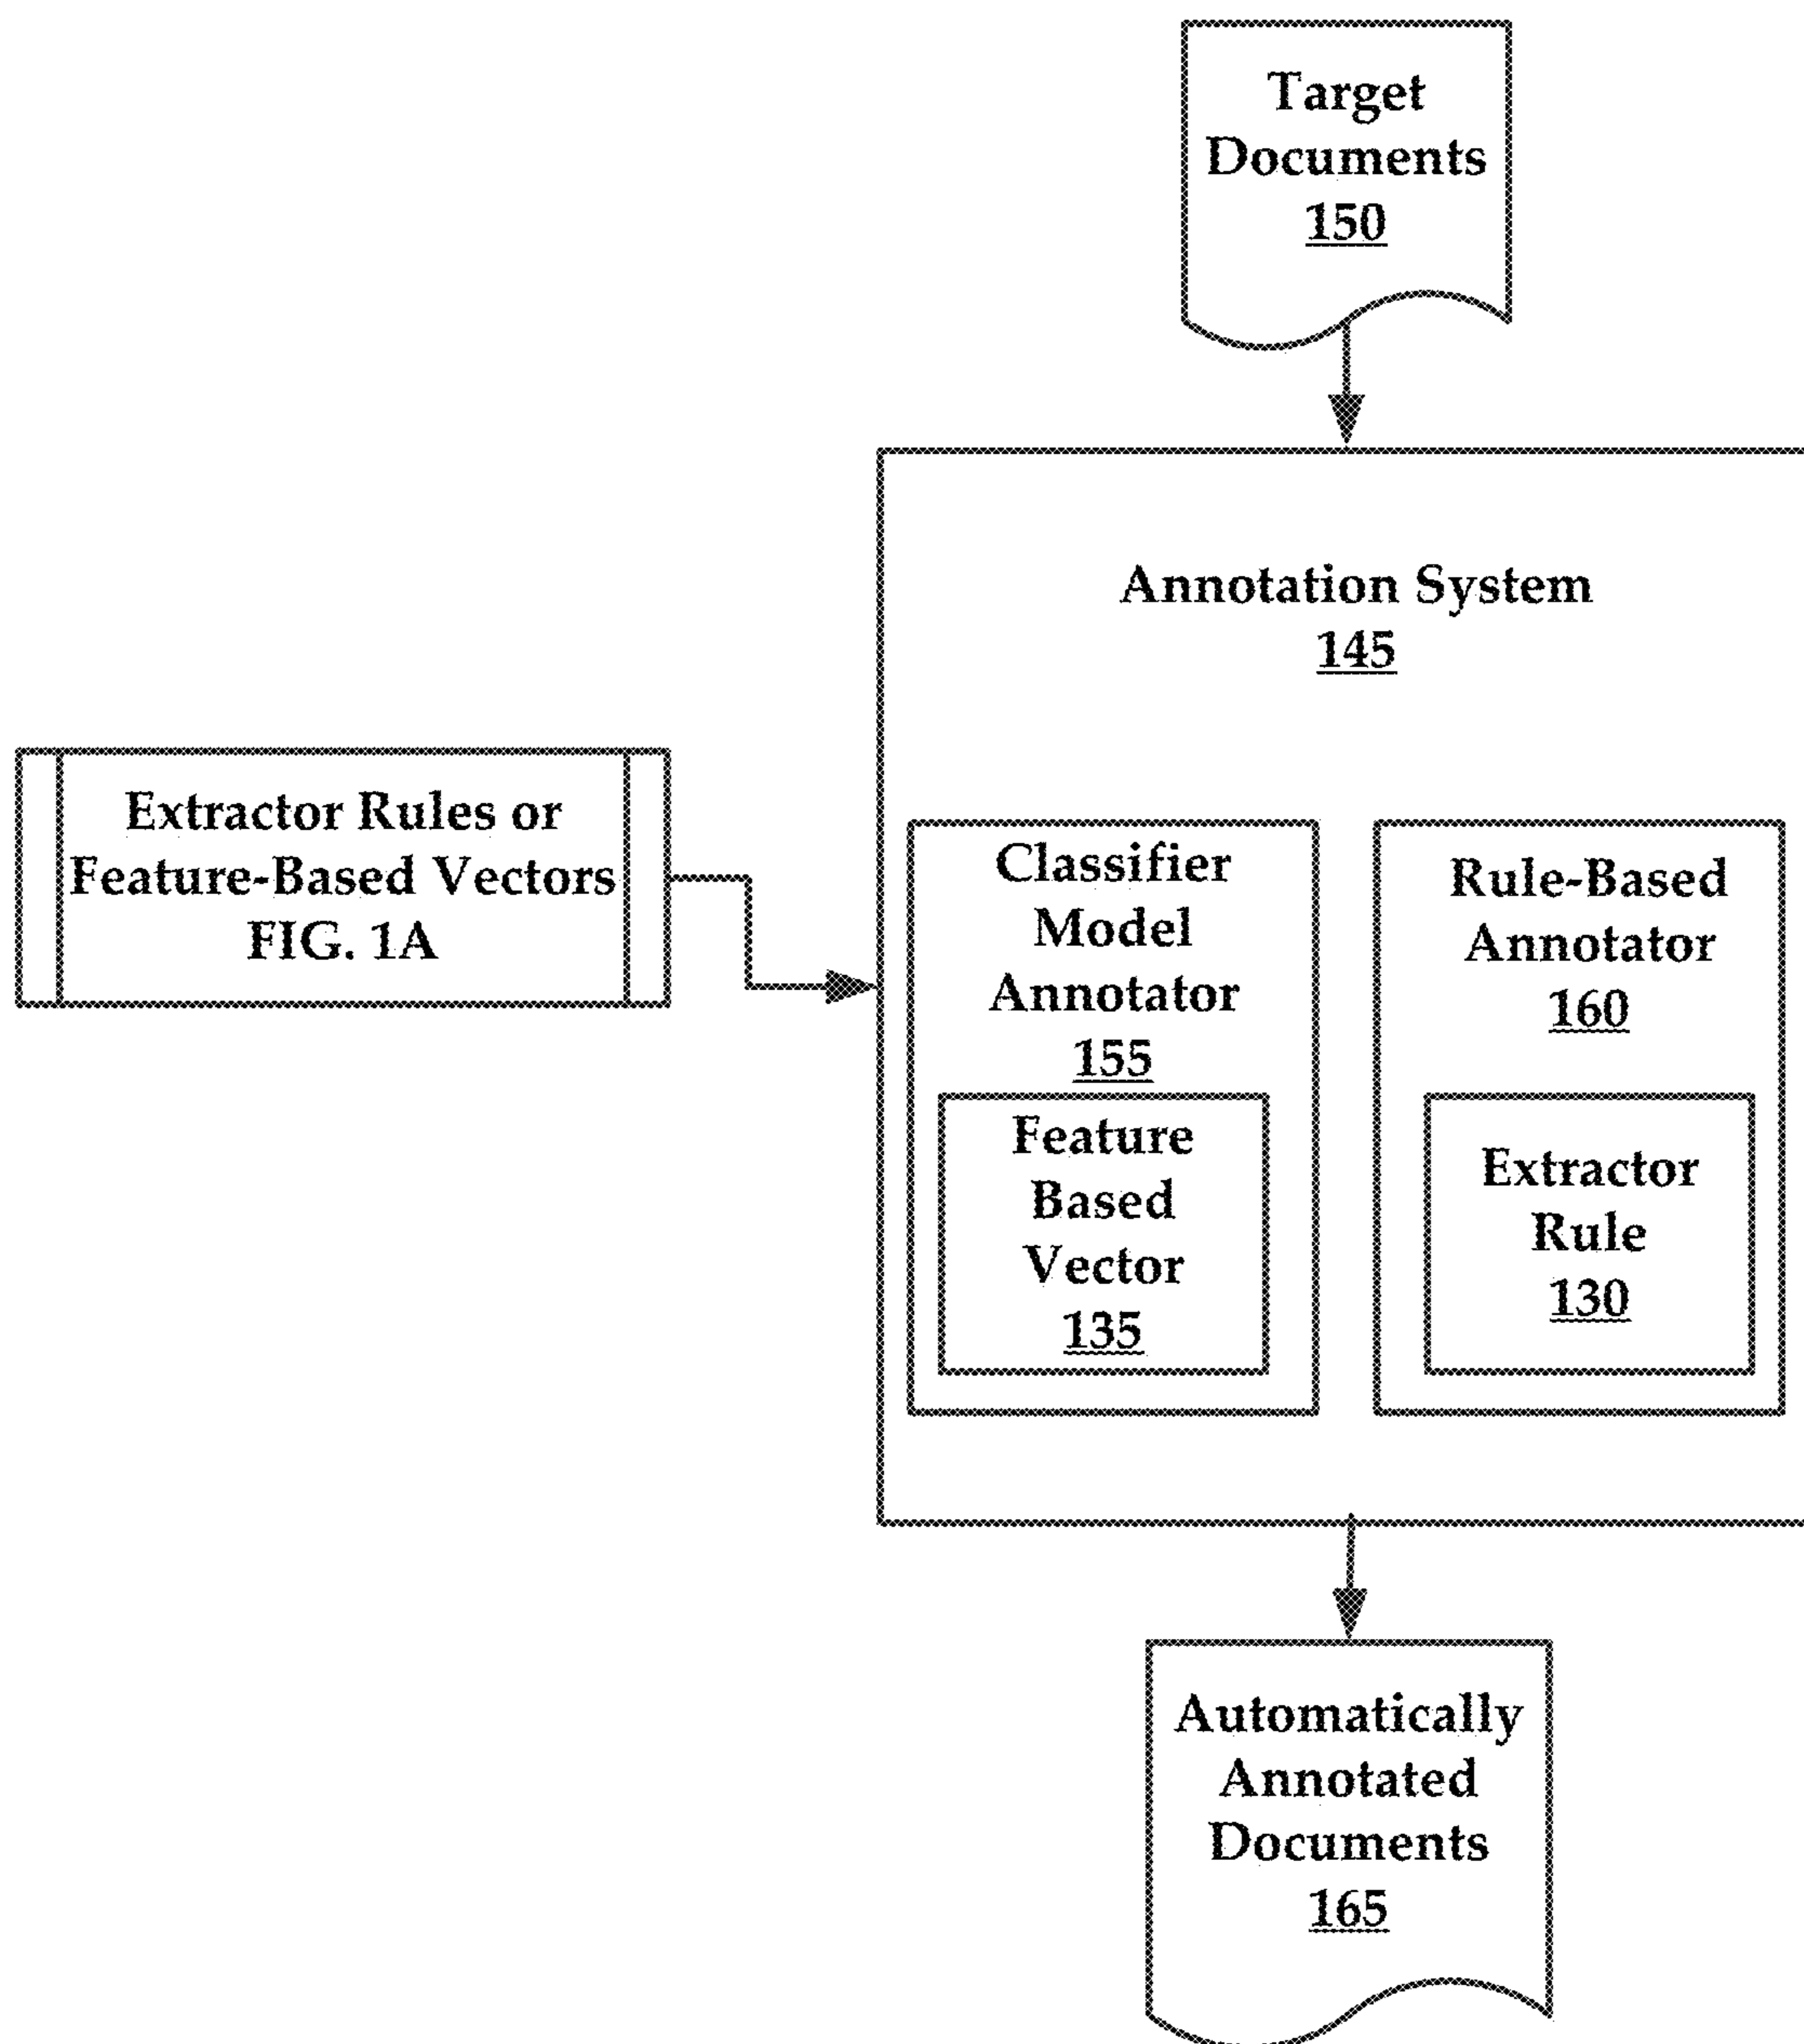 Target
Documents
150
Annotation System
145
Extractor Rules or
Feature-Based Vectors
FIG. 1A
Classifier
Model
Annotator
155
Feature
Based
Vector
135
Rule-Based
Annotator
160
Extractor
Rule
130
Automatically
Annotated
Documents
165